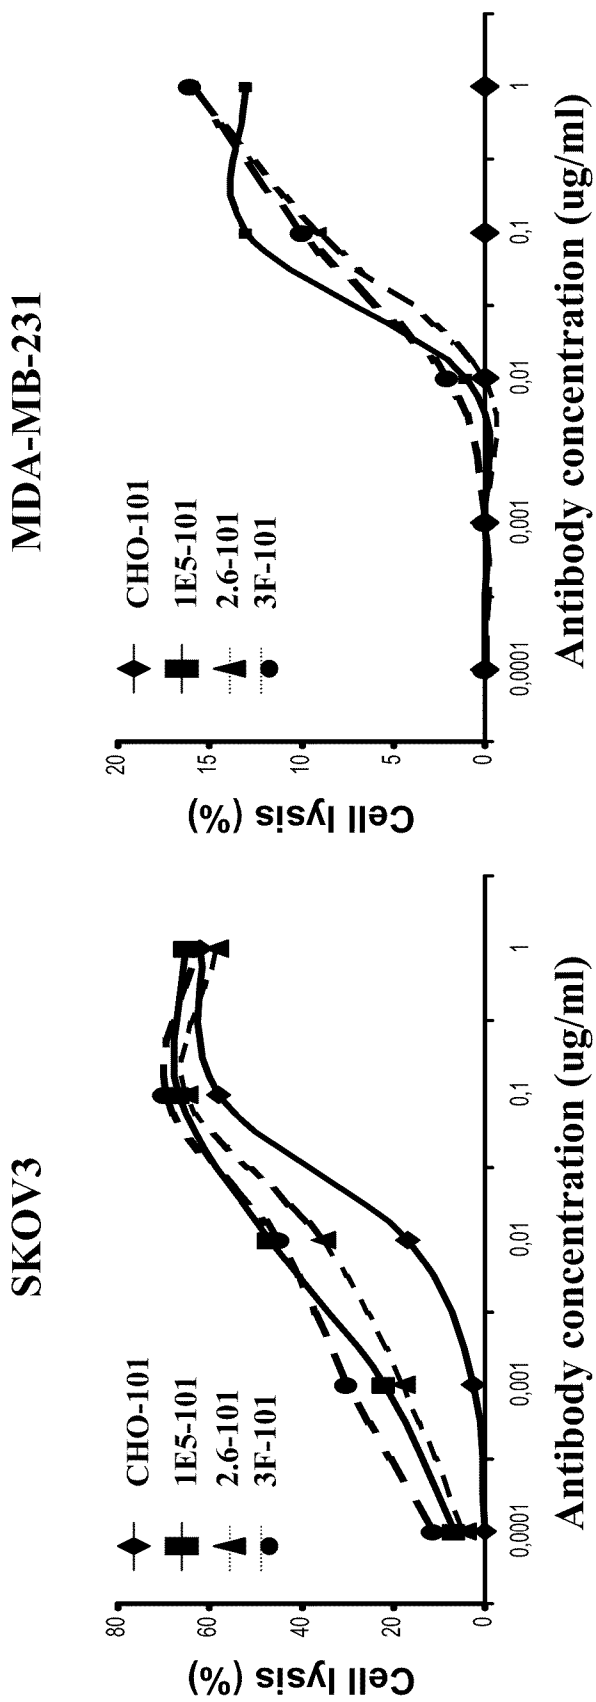 SKOV3
CHO-101
1E5-101
2.6-101
3F-101
Cell lysis (%)
80
60
40
20
0
0,0001
0,001
0,01
0,1
1
Antibody concentration (ug/ml)
MDA-MB-231
CHO-101
1E5-101
2.6-101
3F-101
Cell lysis (%)
20
15
10
5
0
0,0001
0,001
0,01
0,1
1
Antibody concentration (ug/ml)